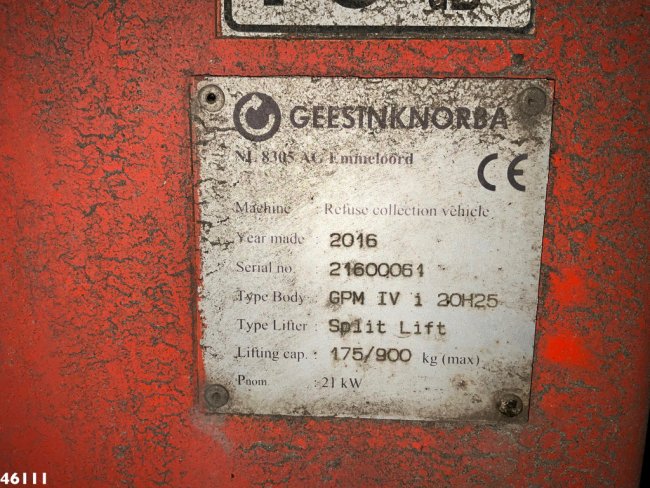 GEESINKNORBA
NL 8305 AG Emmeloord
CE
Machine : Refuse collection vehicle
Year made : 2016
Serial no : 21600061
Type Body : GPM IV i 20H25
Type Lifter : Split Lift
Lifting cap. : 175/900 kg (max)
Pnom : 21 kW
46111